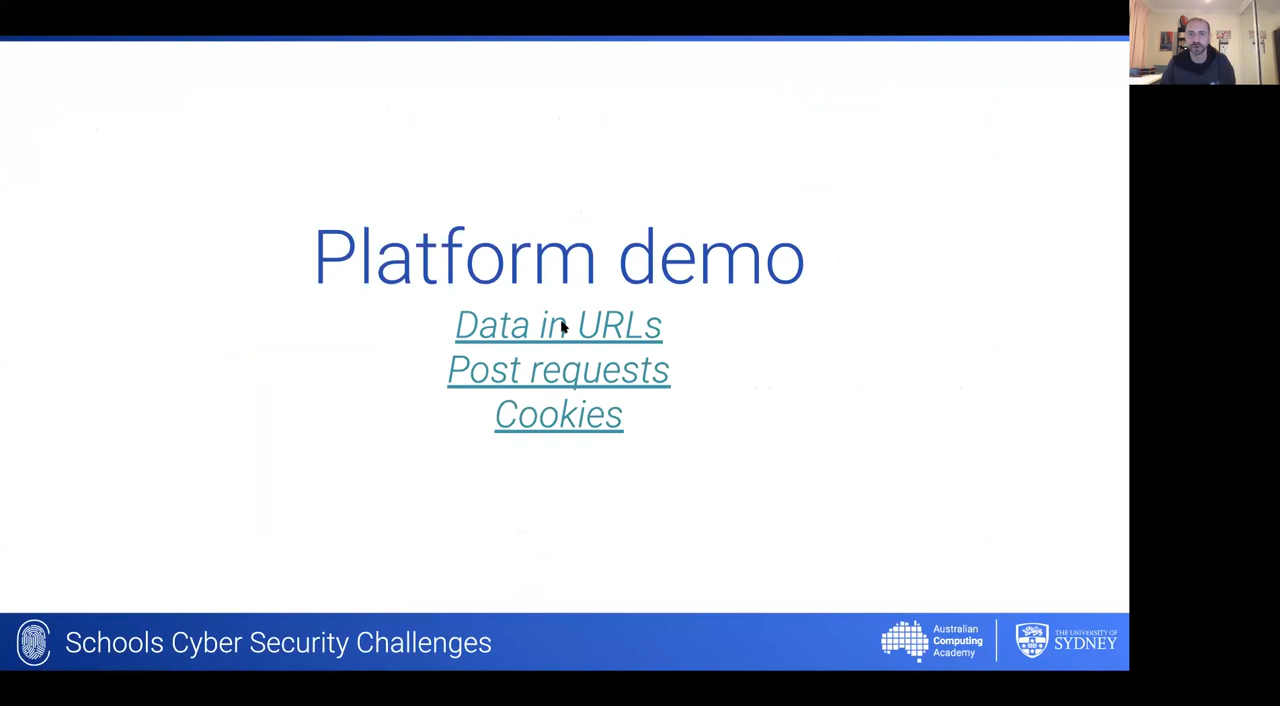 Platform demo
Data in URLs
Post requests
Cookies
Schools Cyber Security Challenges
Australian
Computing
Academy
THE UNIVERSITY OF
SYDNEY